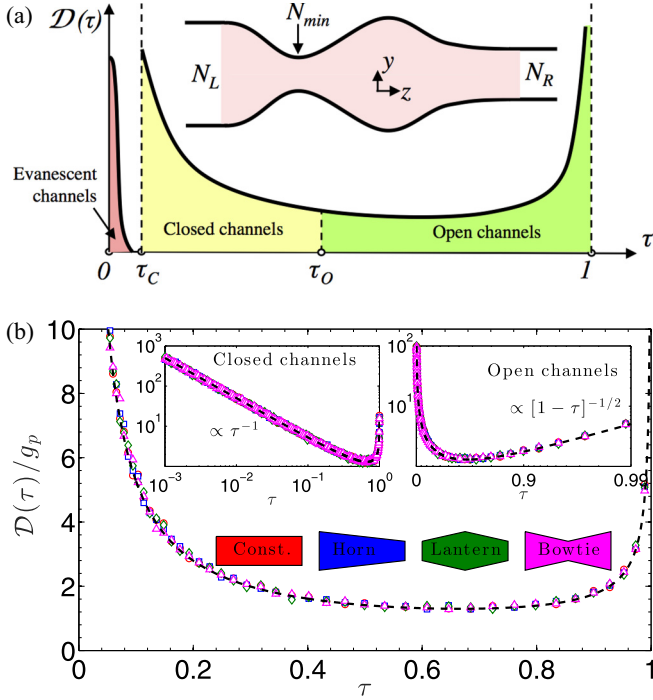 (a)
𝒟(τ)
N_min
N_L
y
z
N_R
Evanescent
channels
Closed channels
Open channels
τ
0
τ_C
τ_O
1
(b)
𝒟(τ)/g_p
10
8
6
4
2
0
10^3
10^2
10^1
Closed channels
∝ τ^{-1}
10^{-3}
10^{-2}
10^{-1}
10^0
τ
10^2
10^1
Open channels
∝ [1 − τ]^{-1/2}
0
0.9
0.99
τ
Const.
Horn
Lantern
Bowtie
0
0.2
0.4
0.6
0.8
1
τ